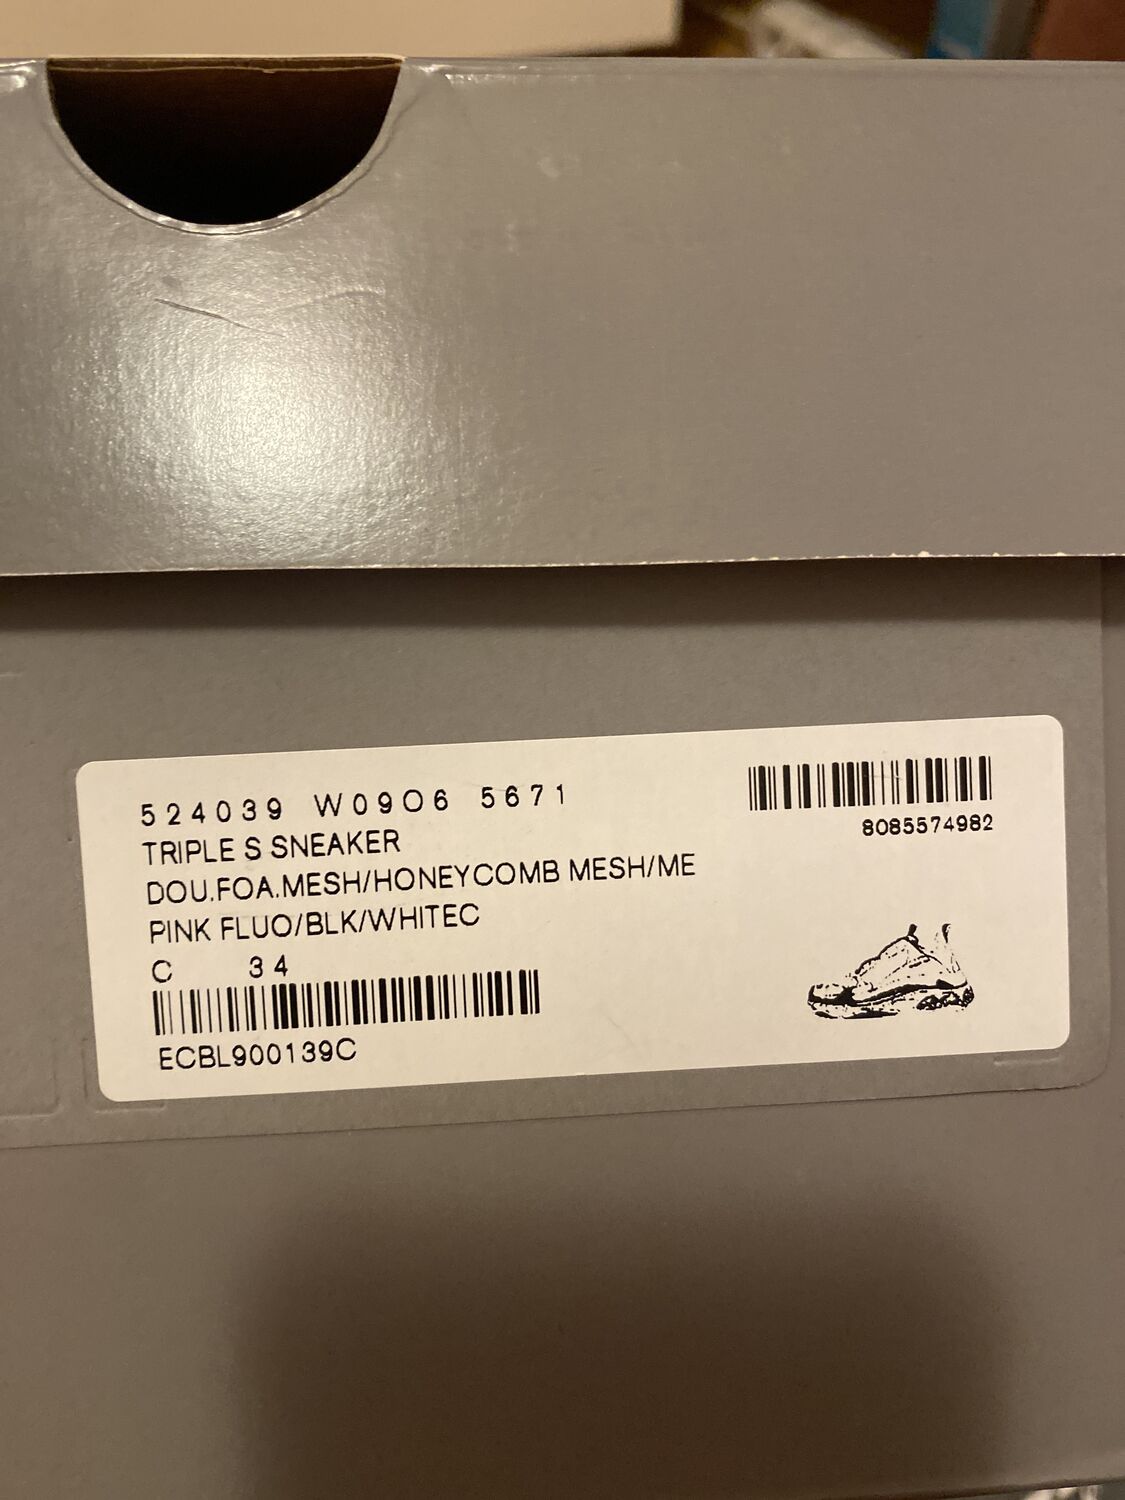 524039 W09O6 5671
8085574982
TRIPLE S SNEAKER
DOU.FOA.MESH/HONEYCOMB MESH/ME
PINK FLUO/BLK/WHITEC
C 34
ECBL900139C